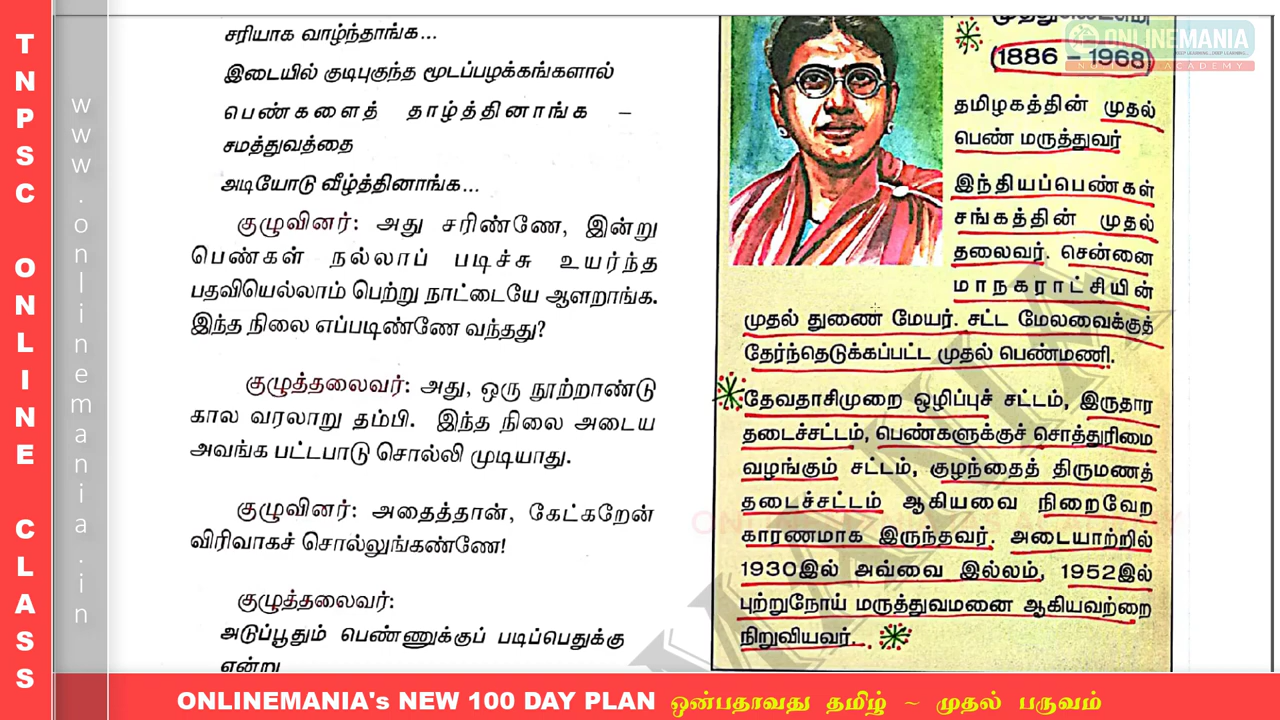 TNPSC ONLINE CLASS
www.onlinemania.in
சரியாக வாழ்ந்தாங்க...
இடையில் குடிபுகுந்த மூடப்பழக்கங்களால்
பெண்களைத் தாழ்த்தினாங்க –
சமத்துவத்தை
அடியோடு வீழ்த்தினாங்க...
குழுவினர்: அது சரிண்ணே, இன்று
பெண்கள் நல்லாப் படிச்சு உயர்ந்த
பதவியெல்லாம் பெற்று நாட்டையே ஆளறாங்க.
இந்த நிலை எப்படிண்ணே வந்தது?
குழுத்தலைவர்: அது, ஒரு நூற்றாண்டு
கால வரலாறு தம்பி. இந்த நிலை அடைய
அவங்க பட்டபாடு சொல்லி முடியாது.
குழுவினர்: அதைத்தான், கேட்கறேன்
விரிவாகச் சொல்லுங்கண்ணே!
குழுத்தலைவர்:
அடுப்பூதும் பெண்ணுக்குப் படிப்பெதுக்கு
என்று
ONLINEMANIA
(1886 – 1968)
தமிழகத்தின் முதல்
பெண் மருத்துவர்
இந்தியப்பெண்கள்
சங்கத்தின் முதல்
தலைவர். சென்னை
மாநகராட்சியின்
முதல் துணை மேயர். சட்ட மேலவைக்குத்
தேர்ந்தெடுக்கப்பட்ட முதல் பெண்மணி.
தேவதாசிமுறை ஒழிப்புச் சட்டம், இருதார
தடைச்சட்டம், பெண்களுக்குச் சொத்துரிமை
வழங்கும் சட்டம், குழந்தைத் திருமணத்
தடைச்சட்டம் ஆகியவை நிறைவேற
காரணமாக இருந்தவர். அடையாற்றில்
1930இல் அவ்வை இல்லம், 1952இல்
புற்றுநோய் மருத்துவமனை ஆகியவற்றை
நிறுவியவர்.
ONLINEMANIA's NEW 100 DAY PLAN ஒன்பதாவது தமிழ் ~ முதல் பருவம்